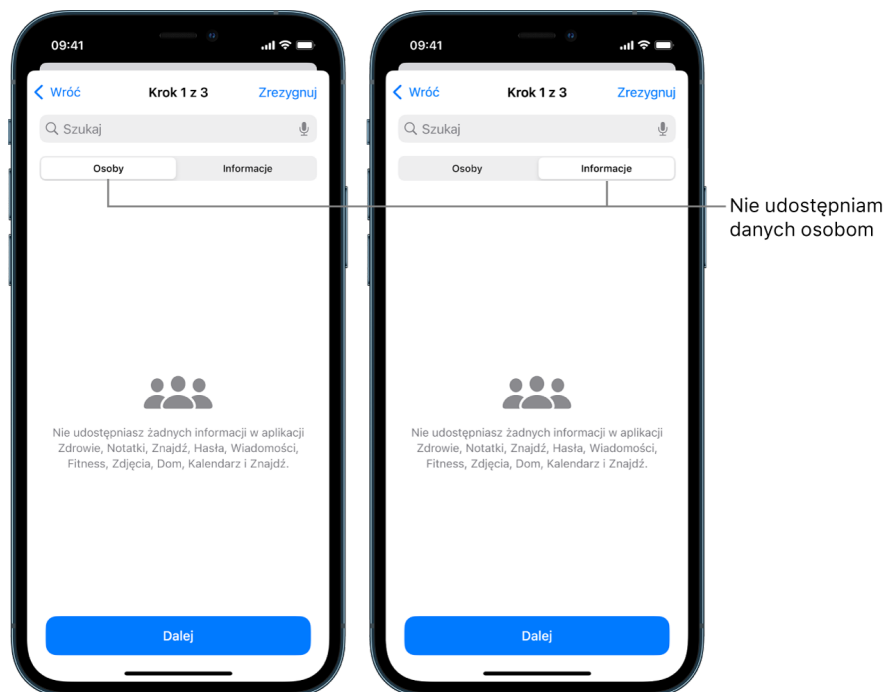 09:41
Wróć
Krok 1 z 3
Zrezygnuj
Szukaj
Osoby
Informacje
Nie udostępniasz żadnych informacji w aplikacji
Zdrowie, Notatki, Znajdź, Hasła, Wiadomości,
Fitness, Zdjęcia, Dom, Kalendarz i Znajdź.
Dalej
09:41
Wróć
Krok 1 z 3
Zrezygnuj
Szukaj
Osoby
Informacje
Nie udostępniasz żadnych informacji w aplikacji
Zdrowie, Notatki, Znajdź, Hasła, Wiadomości,
Fitness, Zdjęcia, Dom, Kalendarz i Znajdź.
Dalej
Nie udostępniam
danych osobom